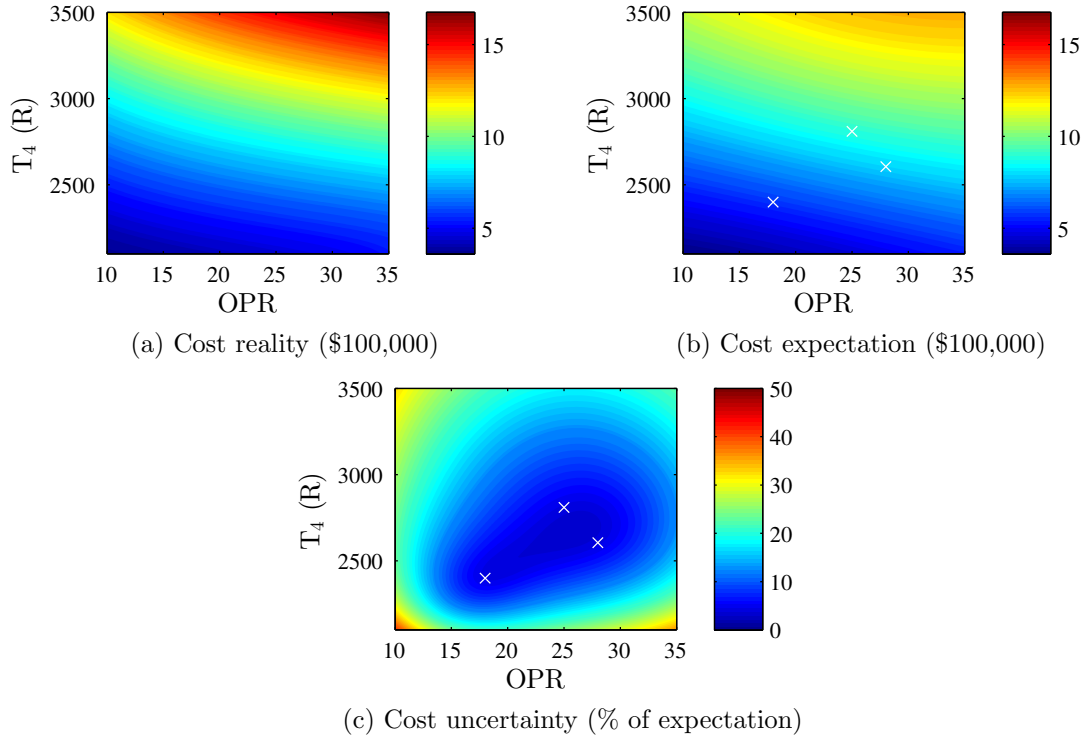 3500
3000
2500
T4 (R)
10 15 20 25 30 35
OPR
15
10
5
(a) Cost reality ($100,000)
3500
3000
2500
T4 (R)
10 15 20 25 30 35
OPR
15
10
5
(b) Cost expectation ($100,000)
3500
3000
2500
T4 (R)
10 15 20 25 30 35
OPR
50
40
30
20
10
0
(c) Cost uncertainty (% of expectation)